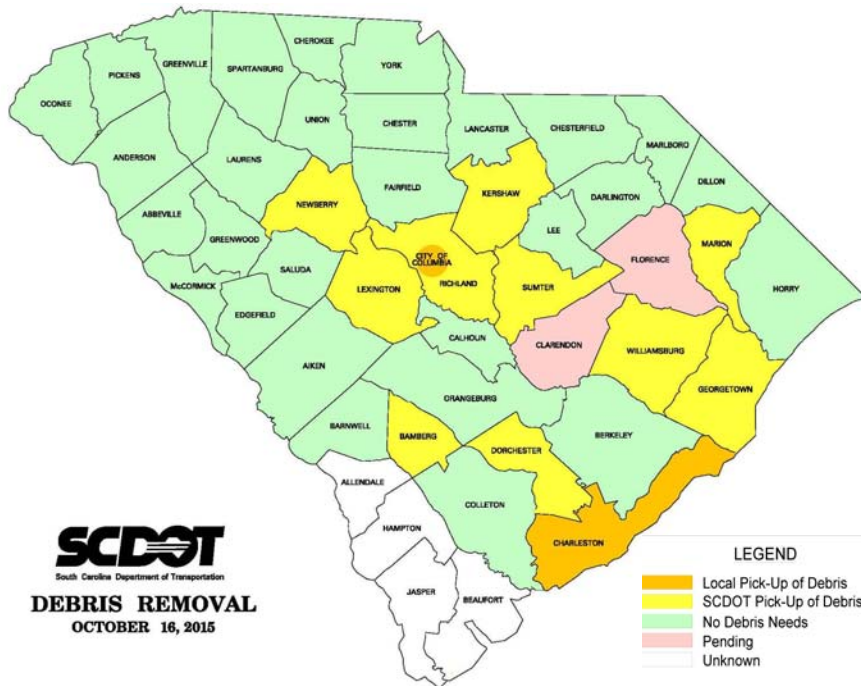 CHEROKEE
YORK
GREENVILLE
SPARTANBURG
PICKENS
OCONEE
UNION
CHESTER
LANCASTER
CHESTERFIELD
MARLBORO
ANDERSON
LAURENS
DILLON
FAIRFIELD
KERSHAW
DARLINGTON
NEWBERRY
ABBEVILLE
GREENWOOD
LEE
MARION
CITY OF
COLUMBIA
FLORENCE
SALUDA
McCORMICK
LEXINGTON
RICHLAND
SUMTER
HORRY
EDGEFIELD
CALHOUN
CLARENDON
WILLIAMSBURG
AIKEN
GEORGETOWN
ORANGEBURG
BARNWELL
BAMBERG
BERKELEY
DORCHESTER
ALLENDALE
COLLETON
HAMPTON
CHARLESTON
JASPER
BEAUFORT
SCDOT
South Carolina Department of Transportation
DEBRIS REMOVAL
OCTOBER 16, 2015
LEGEND
Local Pick-Up of Debris
SCDOT Pick-Up of Debris
No Debris Needs
Pending
Unknown